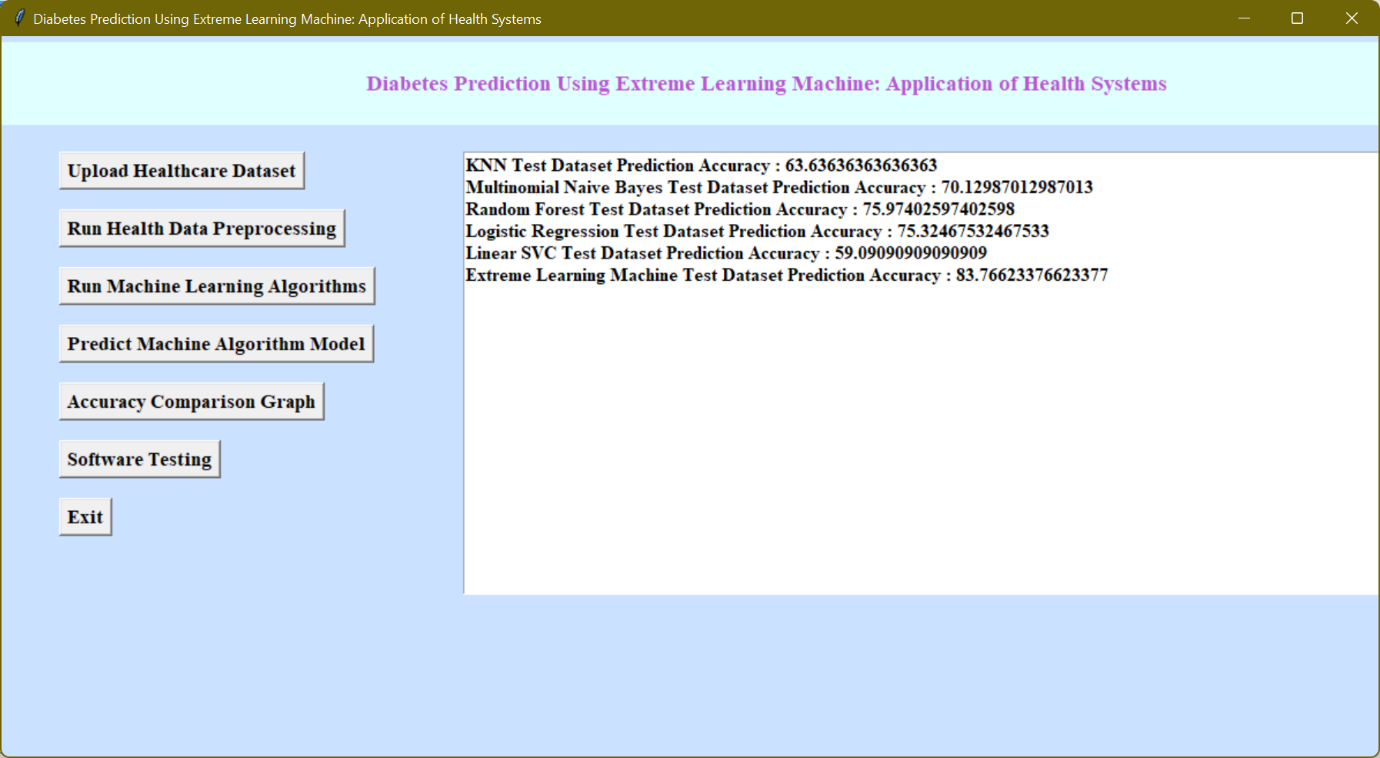 Diabetes Prediction Using Extreme Learning Machine: Application of Health Systems
Diabetes Prediction Using Extreme Learning Machine: Application of Health Systems
Upload Healthcare Dataset
Run Health Data Preprocessing
Run Machine Learning Algorithms
Predict Machine Algorithm Model
Accuracy Comparison Graph
Software Testing
Exit
KNN Test Dataset Prediction Accuracy : 63.63636363636363
Multinomial Naive Bayes Test Dataset Prediction Accuracy : 70.12987012987013
Random Forest Test Dataset Prediction Accuracy : 75.97402597402598
Logistic Regression Test Dataset Prediction Accuracy : 75.32467532467533
Linear SVC Test Dataset Prediction Accuracy : 59.09090909090909
Extreme Learning Machine Test Dataset Prediction Accuracy : 83.76623376623377